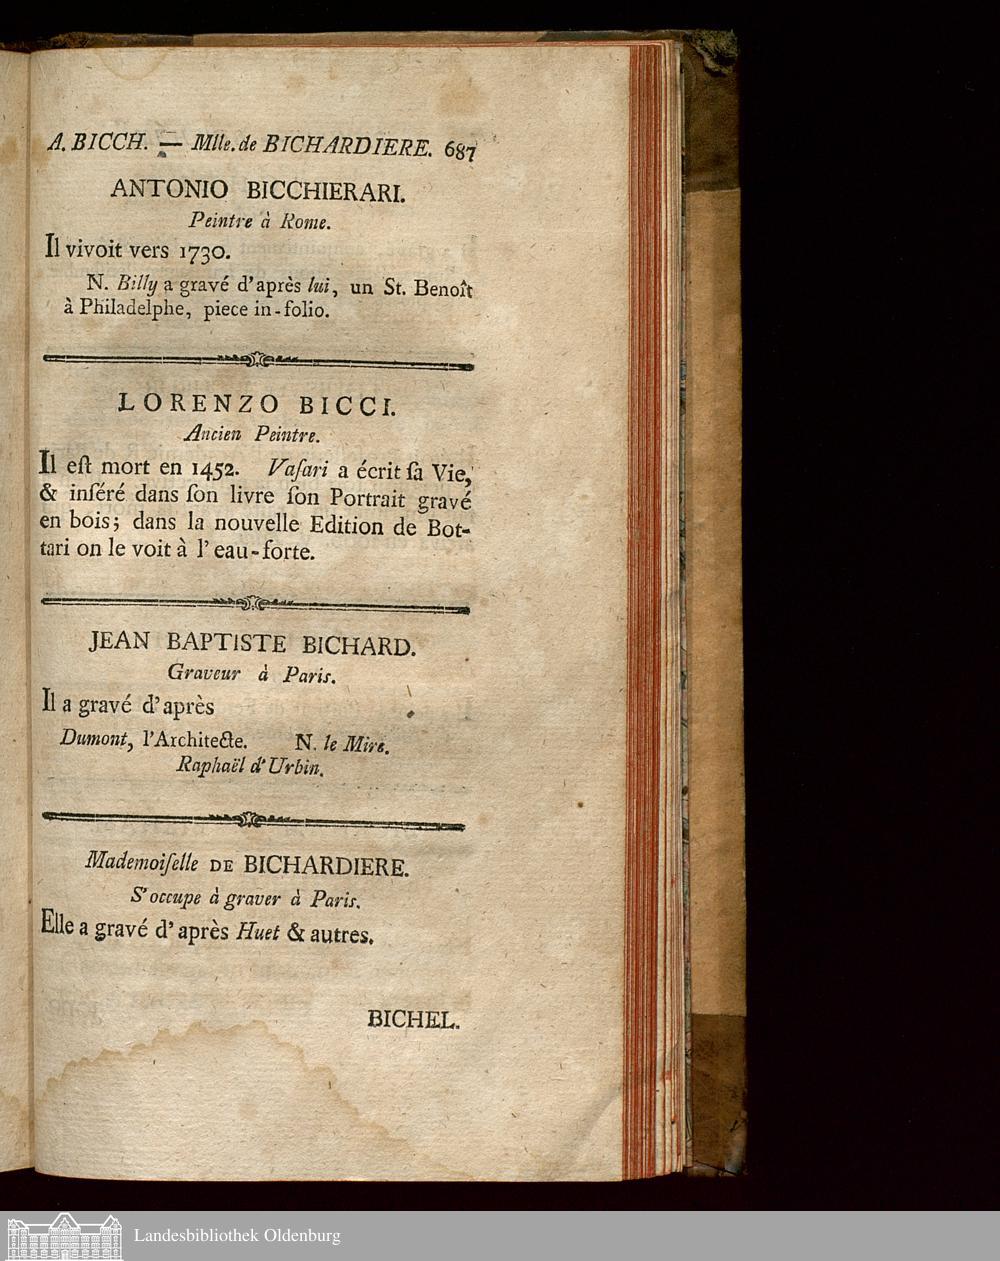 A. BICCH. — Mlle. de BICHARDIERE. 687
ANTONIO BICCHIERARI.
Peintre à Rome.
Il vivoit vers 1730.
N. Billy a gravé d'après lui, un St. Benoît
à Philadelphe, piece in-folio.
LORENZO BICCI.
Ancien Peintre.
Il eſt mort en 1452. Vaſari a écrit ſa Vie,
& inſéré dans ſon livre ſon Portrait gravé
en bois; dans la nouvelle Edition de Bot-
tari on le voit à l'eau-forte.
JEAN BAPTISTE BICHARD.
Graveur à Paris.
Il a gravé d'après
Dumont, l'Architecte. N. le Mire.
Raphaël d'Urbin.
Mademoiſelle DE BICHARDIERE.
S'occupe à graver à Paris.
Elle a gravé d'après Huet & autres.
BICHEL.
Landesbibliothek Oldenburg